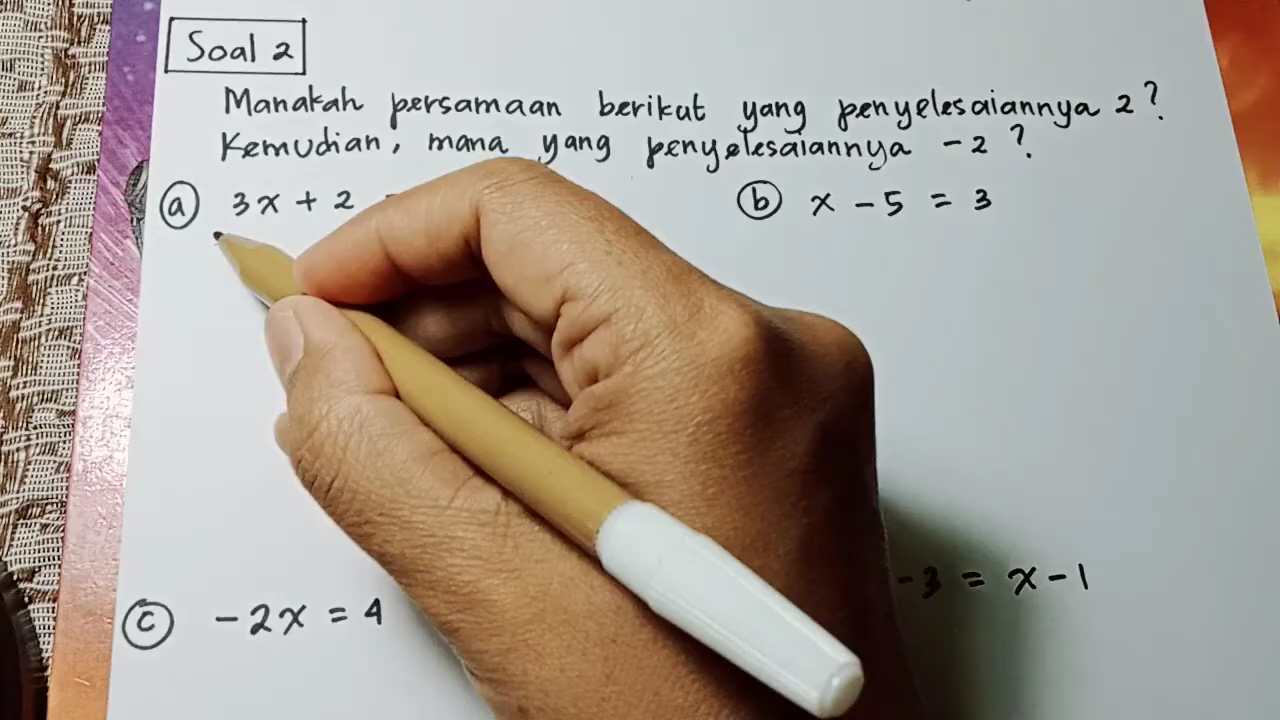 Soal 2
Manakah persamaan berikut yang penyelesaiannya 2?
Kemudian, mana yang penyelesaiannya -2?
a 3x + 2
b x - 5 = 3
-3 = x - 1
c -2x = 4